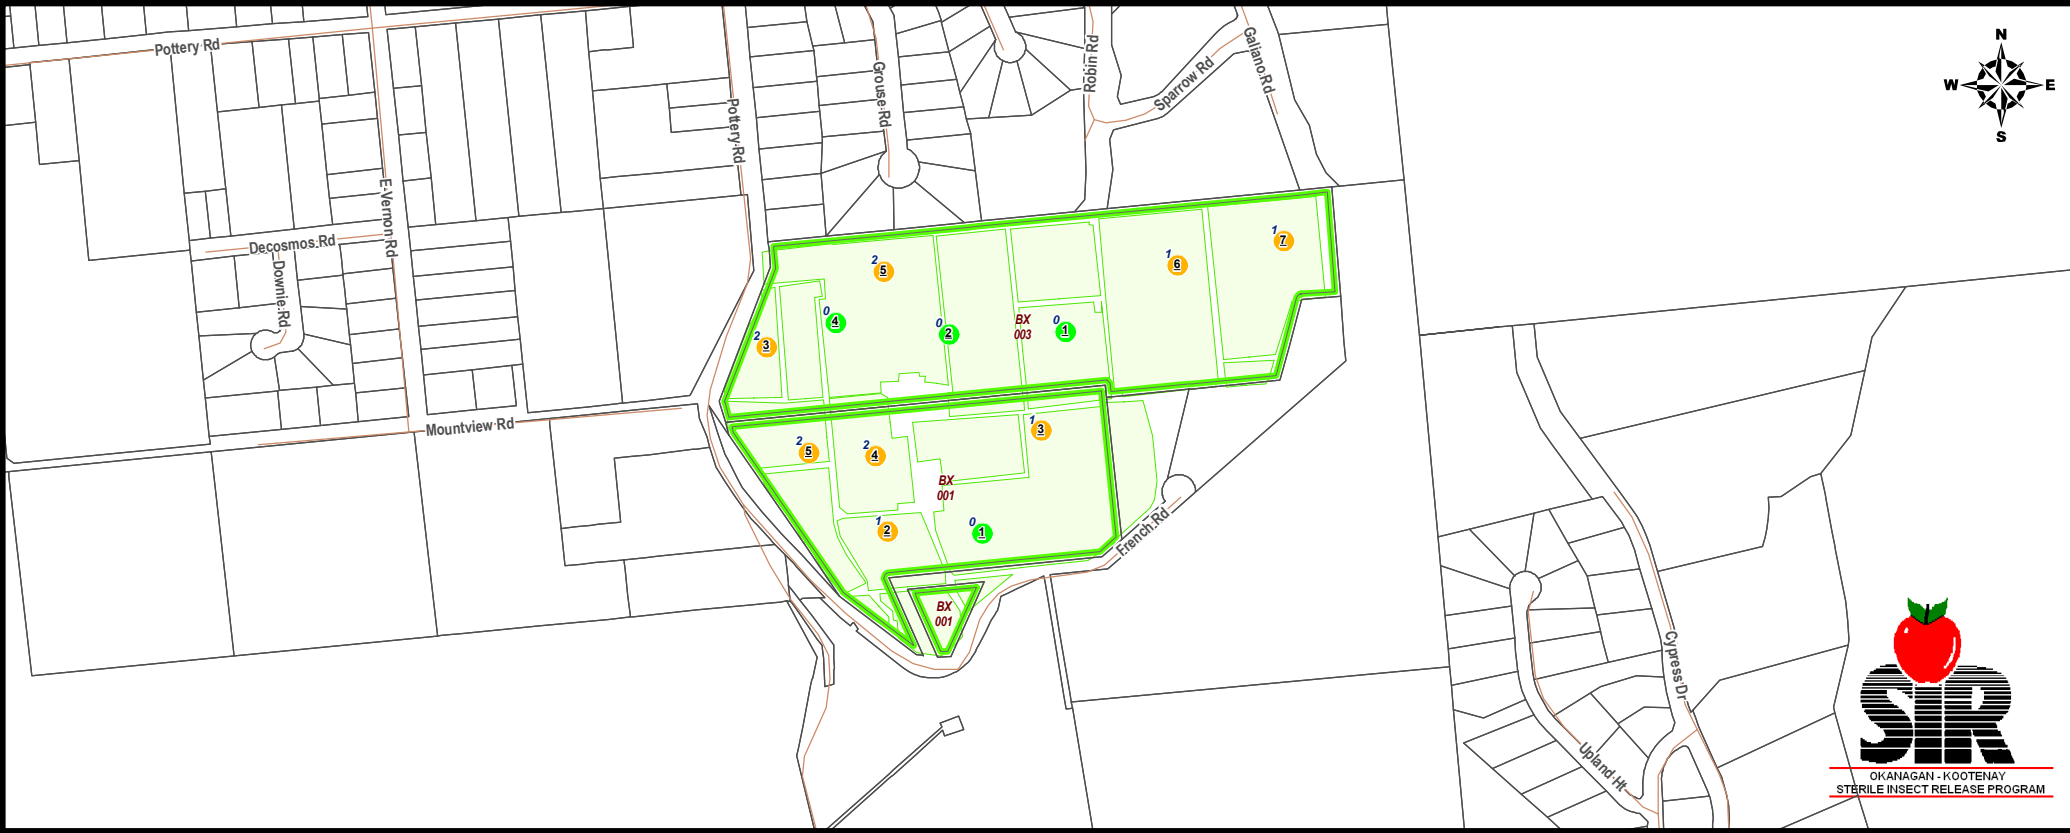 Pottery Rd
Pottery Rd
Grouse Rd
Robin Rd
Sparrow Rd
Galiano Rd
N
W
E
S
E Vernon Rd
Decosmos Rd
Downie Rd
Mountview Rd
2
5
1
6
1
7
0
4
2
3
0
2
BX
003
0
1
2
5
2
4
1
3
BX
001
1
2
0
1
BX
001
French Rd
Cypress Dr
Upland Ht
SIR
OKANAGAN - KOOTENAY
STERILE INSECT RELEASE PROGRAM